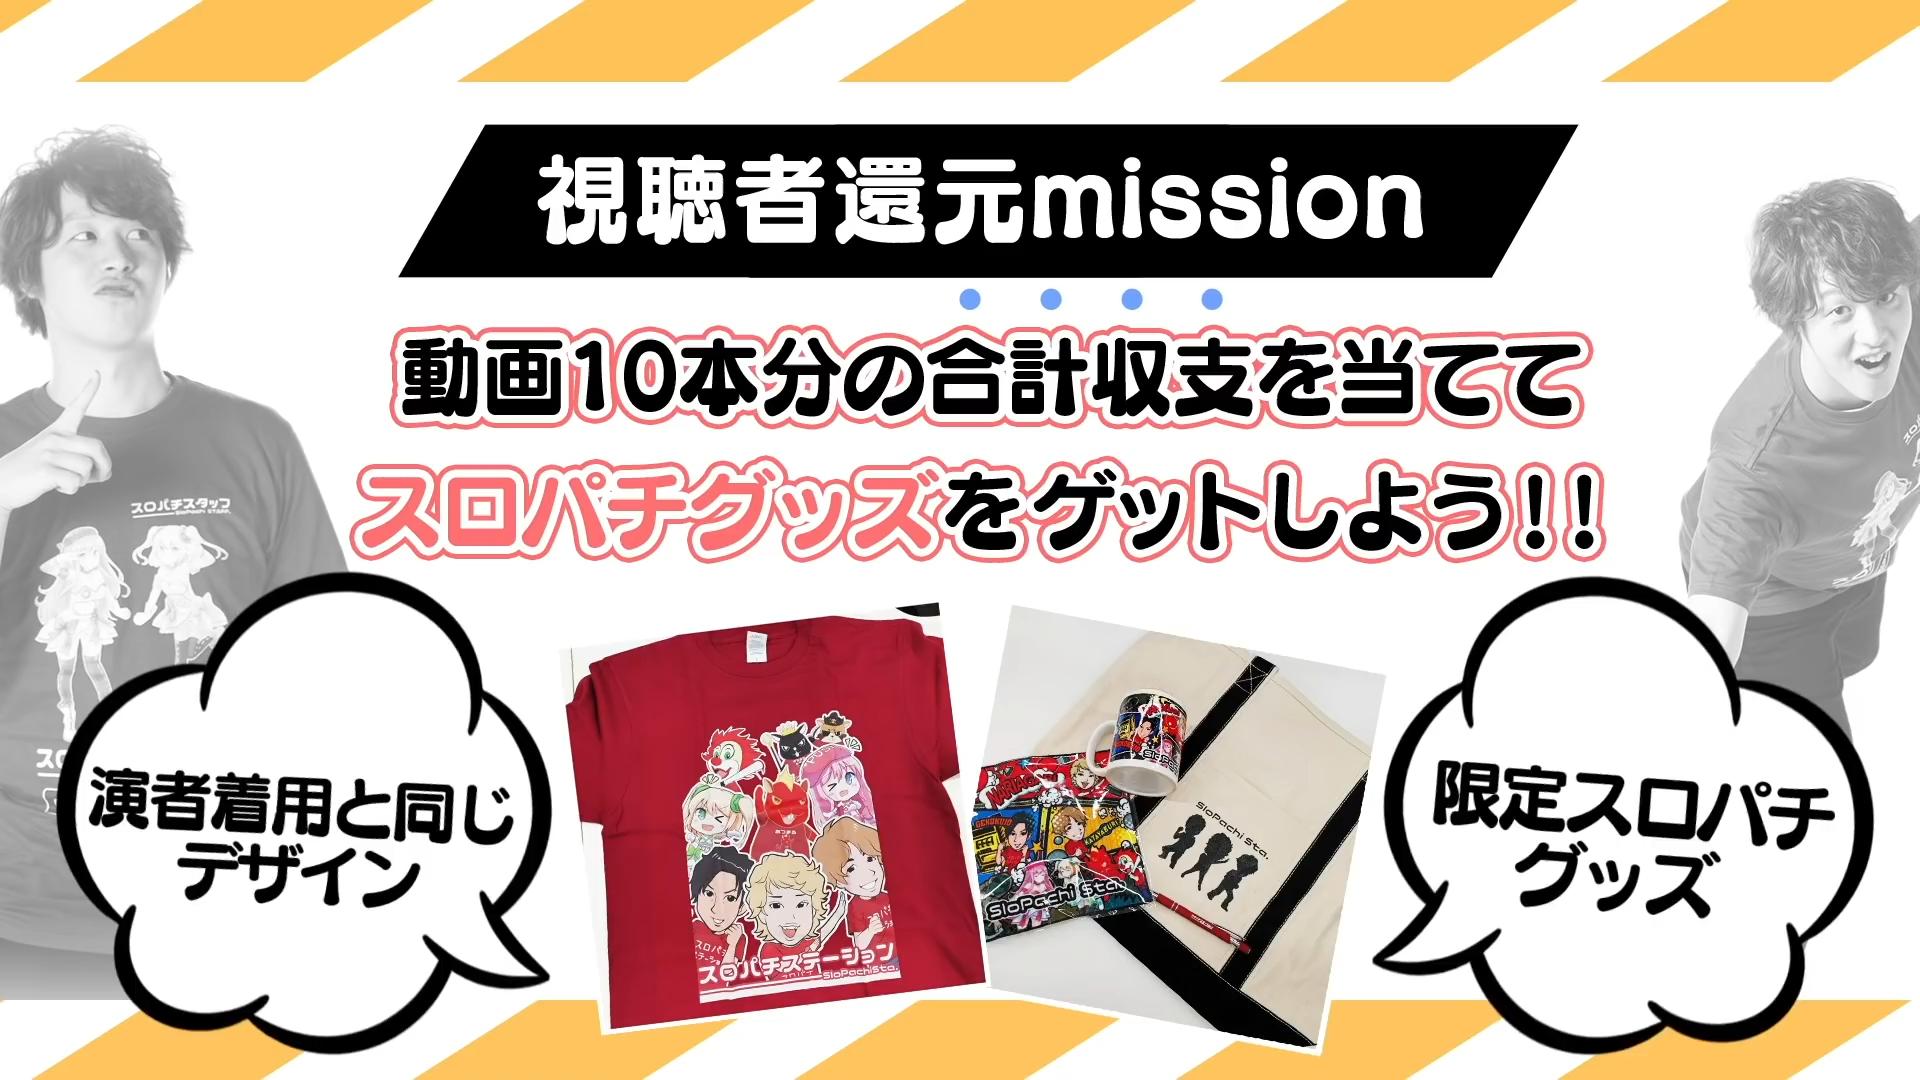 視聴者還元mission
動画10本分の合計収支を当てて
スロパチグッズをゲットしよう!!
スロパチスタッフ
SloPachi STAFF.
演者着用と同じ
デザイン
スロパチステーション
SloPachiSta.
NARIAGARI
SloPachi Sta.
SloPachi Sta.
限定スロパチ
グッズ